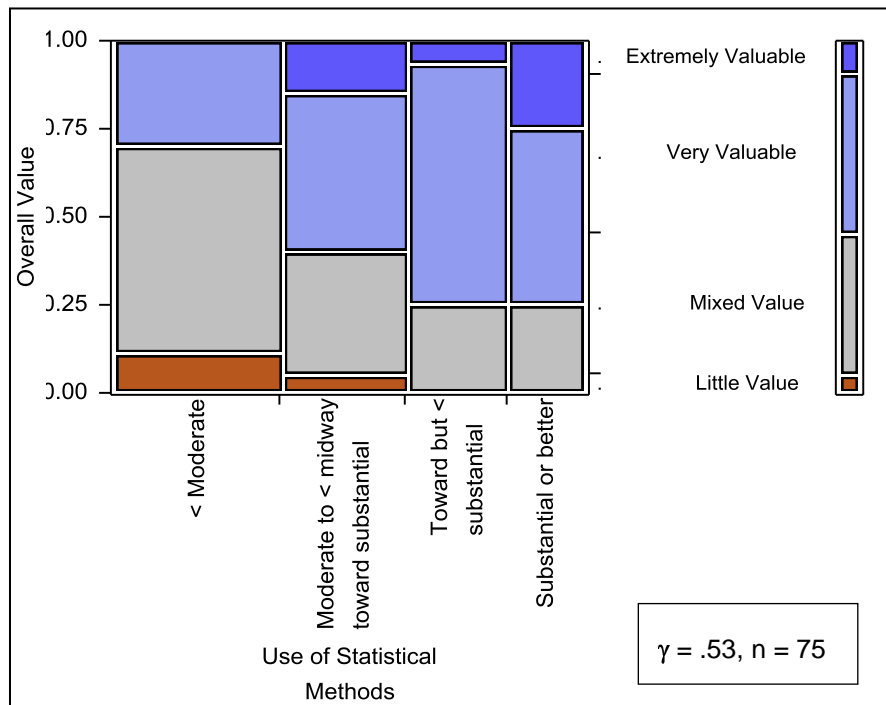 Overall Value
1.00
0.75
0.50
0.25
0.00
Extremely Valuable
Very Valuable
Mixed Value
Little Value
< Moderate
Moderate to < midway
toward substantial
Toward but <
substantial
Substantial or better
Use of Statistical
Methods
γ = .53, n = 75